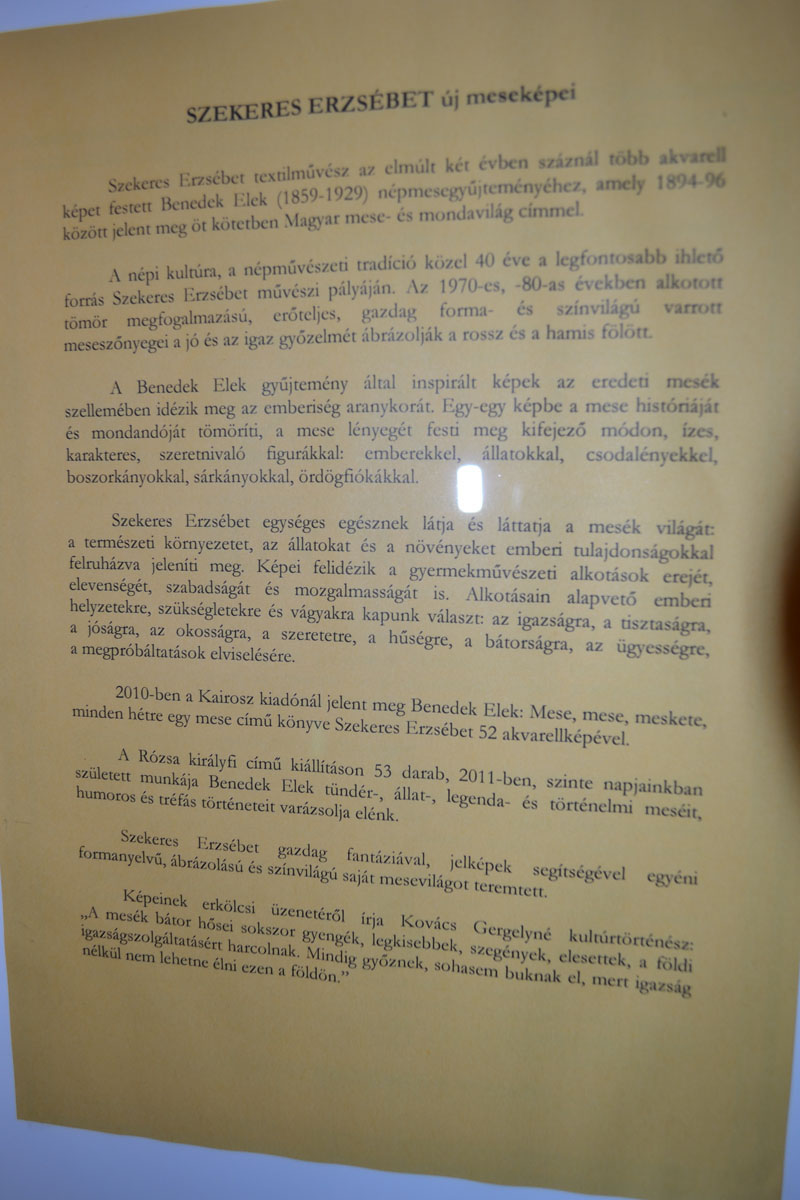 SZEKERES ERZSÉBET új meseképei
Szekeres Erzsébet textilművész az elmúlt két évben száznál több akvarell
képet festett Benedek Elek (1859-1929) népmesegyűjteményéhez, amely 1894-96
között jelent meg öt kötetben Magyar mese- és mondavilág címmel.
A népi kultúra, a népművészeti tradíció közel 40 éve a legfontosabb ihlető
forrás Szekeres Erzsébet művészi pályáján. Az 1970-es, -80-as években alkotott
tömör megfogalmazású, erőteljes, gazdag forma- és színvilágú varrott
meseszőnyegei a jó és az igaz győzelmét ábrázolják a rossz és a hamis fölött.
A Benedek Elek gyűjtemény által inspirált képek az eredeti mesék
szellemében idézik meg az emberiség aranykorát. Egy-egy képbe a mese históriáját
és mondandóját tömöríti, a mese lényegét festi meg kifejező módon, ízes,
karakteres, szeretnivaló figurákkal: emberekkel, állatokkal, csodalényekkel,
boszorkányokkal, sárkányokkal, ördögfiókákkal.
Szekeres Erzsébet egységes egésznek látja és láttatja a mesék világát:
a természeti környezetet, az állatokat és a növényeket emberi tulajdonságokkal
felruházva jeleníti meg. Képei felidézik a gyermekművészeti alkotások erejét,
elevenségét, szabadságát és mozgalmasságát is. Alkotásain alapvető emberi
helyzetekre, szükségletekre és vágyakra kapunk választ: az igazságra, a tisztaságra,
a jóságra, az okosságra, a szeretetre, a hűségre, a bátorságra, az ügyességre,
a megpróbáltatások elviselésére.
2010-ben a Kairosz kiadónál jelent meg Benedek Elek: Mese, mese, meskete,
minden hétre egy mese című könyve Szekeres Erzsébet 52 akvarellképével.
A Rózsa királyfi című kiállításon 53 darab, 2011-ben, szinte napjainkban
született munkája Benedek Elek tündér-, állat-, legenda- és történelmi meséit,
humoros és tréfás történeteit varázsolja elénk.
Szekeres Erzsébet gazdag fantáziával, jelképek segítségével egyéni
formanyelvű, ábrázolású és színvilágú saját mesevilágot teremtett.
Képeinek erkölcsi üzenetéről írja Kovács Gergelyné kultúrtörténész:
„A mesék bátor hősei sokszor gyengék, legkisebbek, szegények, elesettek, a földi
igazságszolgáltatásért harcolnak. Mindig győznek, sohasem buknak el, mert igazság
nélkül nem lehetne élni ezen a földön.”